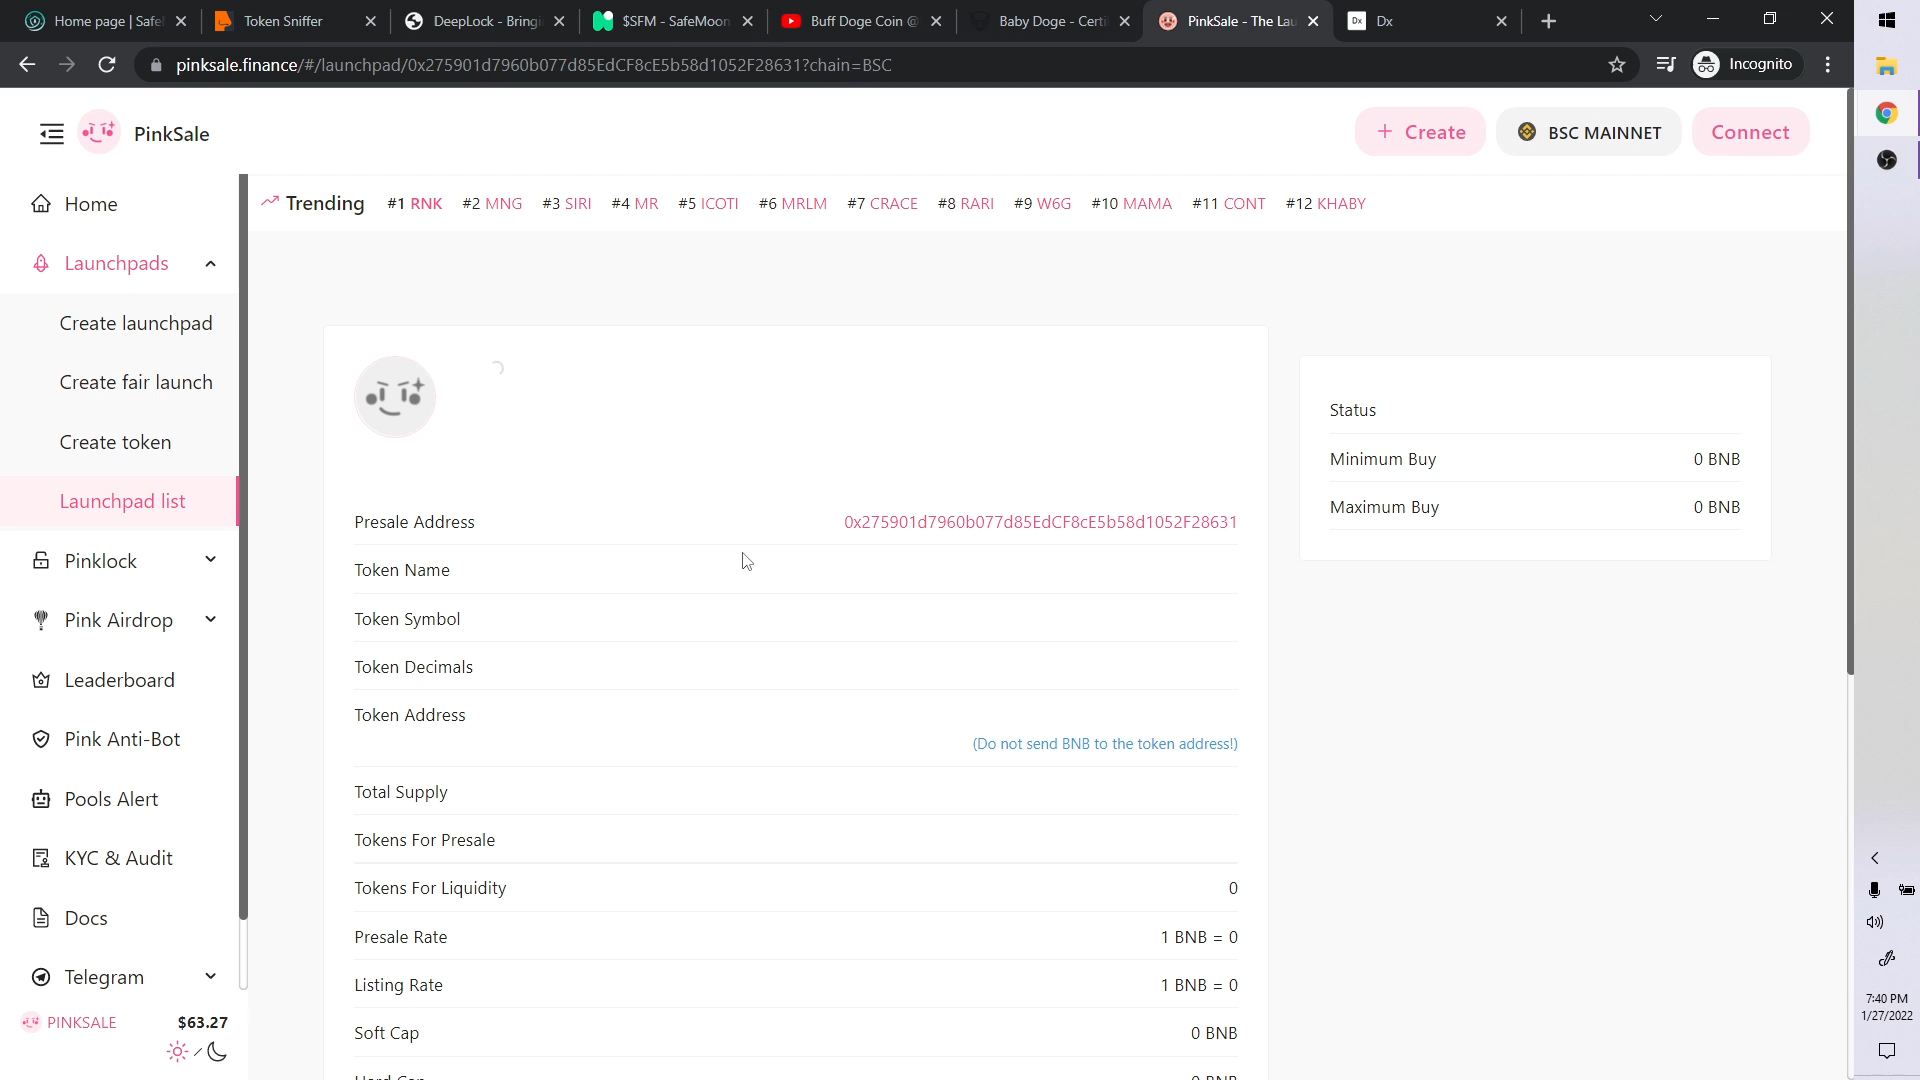 Home page | Safel
Token Sniffer
DeepLock - Bringi
$SFM - SafeMoon
Buff Doge Coin @
Baby Doge - Certi
PinkSale - The Lau
Dx
Dx
pinksale.finance/#/launchpad/0x275901d7960b077d85EdCF8cE5b58d1052F28631?chain=BSC
Incognito
PinkSale
+ Create
BSC MAINNET
Connect
Home
Launchpads
Create launchpad
Create fair launch
Create token
Launchpad list
Pinklock
Pink Airdrop
Leaderboard
Pink Anti-Bot
Pools Alert
KYC & Audit
Docs
Telegram
PINKSALE $63.27
Trending #1 RNK #2 MNG #3 SIRI #4 MR #5 ICOTI #6 MRLM #7 CRACE #8 RARI #9 W6G #10 MAMA #11 CONT #12 KHABY
Presale Address 0x275901d7960b077d85EdCF8cE5b58d1052F28631
Token Name
Token Symbol
Token Decimals
Token Address
(Do not send BNB to the token address!)
Total Supply
Tokens For Presale
Tokens For Liquidity 0
Presale Rate 1 BNB = 0
Listing Rate 1 BNB = 0
Soft Cap 0 BNB
Status
Minimum Buy 0 BNB
Maximum Buy 0 BNB
7:40 PM
1/27/2022